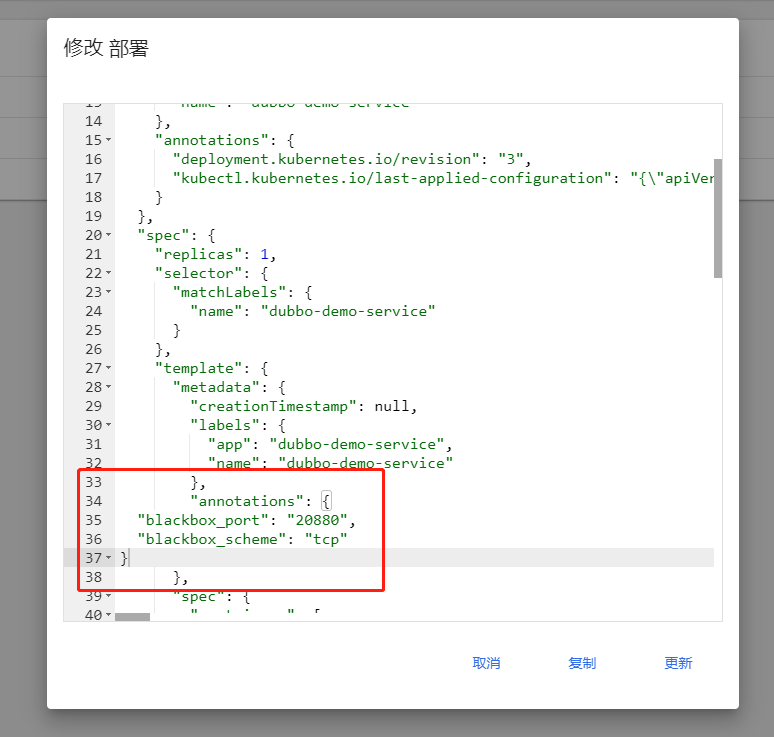 修改 部署
13 "name": "dubbo-demo-service"
14 },
15 "annotations": {
16 "deployment.kubernetes.io/revision": "3",
17 "kubectl.kubernetes.io/last-applied-configuration": "{\"apiVer
18 }
19 },
20 "spec": {
21 "replicas": 1,
22 "selector": {
23 "matchLabels": {
24 "name": "dubbo-demo-service"
25 }
26 },
27 "template": {
28 "metadata": {
29 "creationTimestamp": null,
30 "labels": {
31 "app": "dubbo-demo-service",
32 "name": "dubbo-demo-service"
33 },
34 "annotations": {
35 "blackbox_port": "20880",
36 "blackbox_scheme": "tcp"
37 }
38 },
39 "spec": {
40
取消 复制 更新